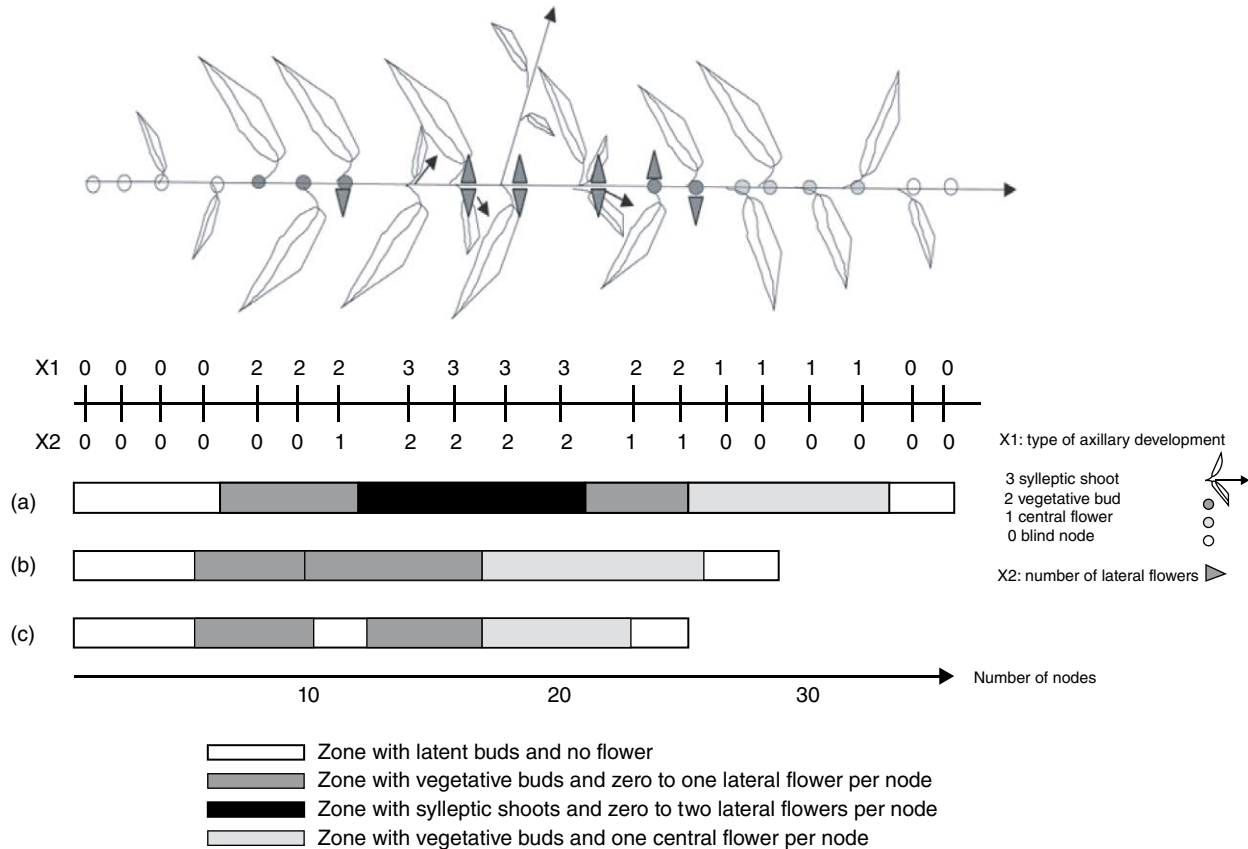 X1 0 0 0 0 2 2 2 3 3 3 3 2 2 1 1 1 1 0 0
X2 0 0 0 0 0 0 1 2 2 2 2 1 1 0 0 0 0 0 0
X1: type of axillary development
3 sylleptic shoot
2 vegetative bud
1 central flower
0 blind node
X2: number of lateral flowers
(a)
(b)
(c)
10 20 30
Number of nodes
Zone with latent buds and no flower
Zone with vegetative buds and zero to one lateral flower per node
Zone with sylleptic shoots and zero to two lateral flowers per node
Zone with vegetative buds and one central flower per node